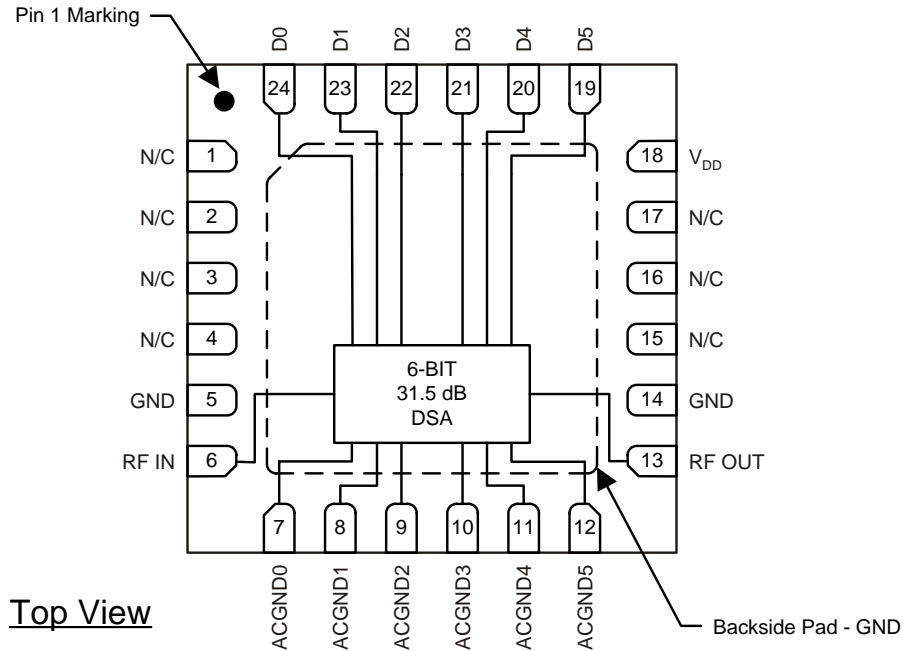 Pin 1 Marking
D0 D1 D2 D3 D4 D5
24 23 22 21 20 19
N/C 1 18 VDD
N/C 2 17 N/C
N/C 3 16 N/C
N/C 4 15 N/C
6-BIT
31.5 dB
DSA
GND 5 14 GND
RF IN 6 13 RF OUT
7 8 9 10 11 12
ACGND0 ACGND1 ACGND2 ACGND3 ACGND4 ACGND5
Top View
Backside Pad - GND